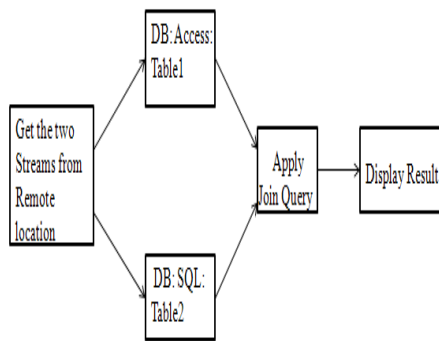 Get the two
Streams from
Remote
location
DB: Access:
Table1
DB: SQL:
Table2
Apply
Join Query
Display Result